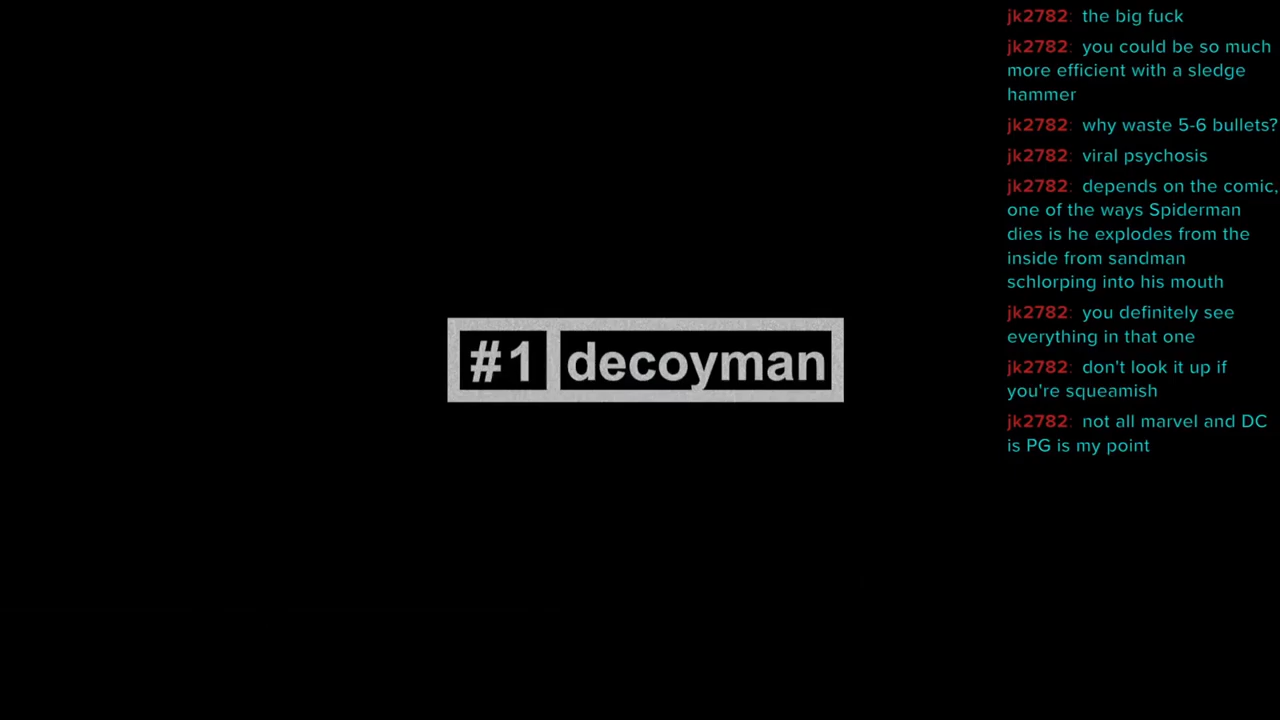 jk2782: the big fuck
jk2782: you could be so much
more efficient with a sledge
hammer
jk2782: why waste 5-6 bullets?
jk2782: viral psychosis
jk2782: depends on the comic,
one of the ways Spiderman
dies is he explodes from the
inside from sandman
schlorping into his mouth
jk2782: you definitely see
everything in that one
jk2782: don't look it up if
you're squeamish
jk2782: not all marvel and DC
is PG is my point
#1 decoyman